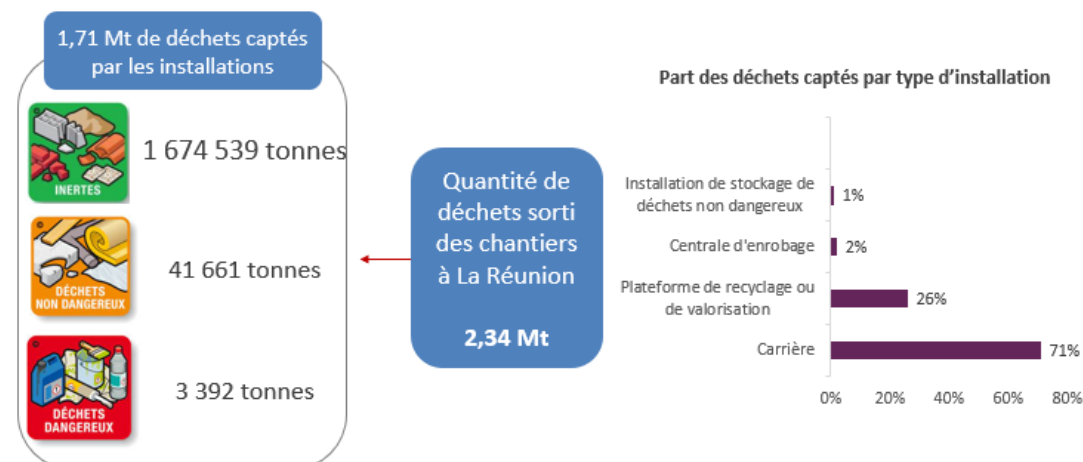 1,71 Mt de déchets captés
par les installations
INERTES
1 674 539 tonnes
DÉCHETS
NON DANGEREUX
41 661 tonnes
DÉCHETS
DANGEREUX
3 392 tonnes
Quantité de
déchets sorti
des chantiers
à La Réunion
2,34 Mt
Part des déchets captés par type d'installation
Installation de stockage de
déchets non dangereux
1%
Centrale d'enrobage
2%
Plateforme de recyclage ou
de valorisation
26%
Carrière
71%
0% 20% 40% 60% 80%